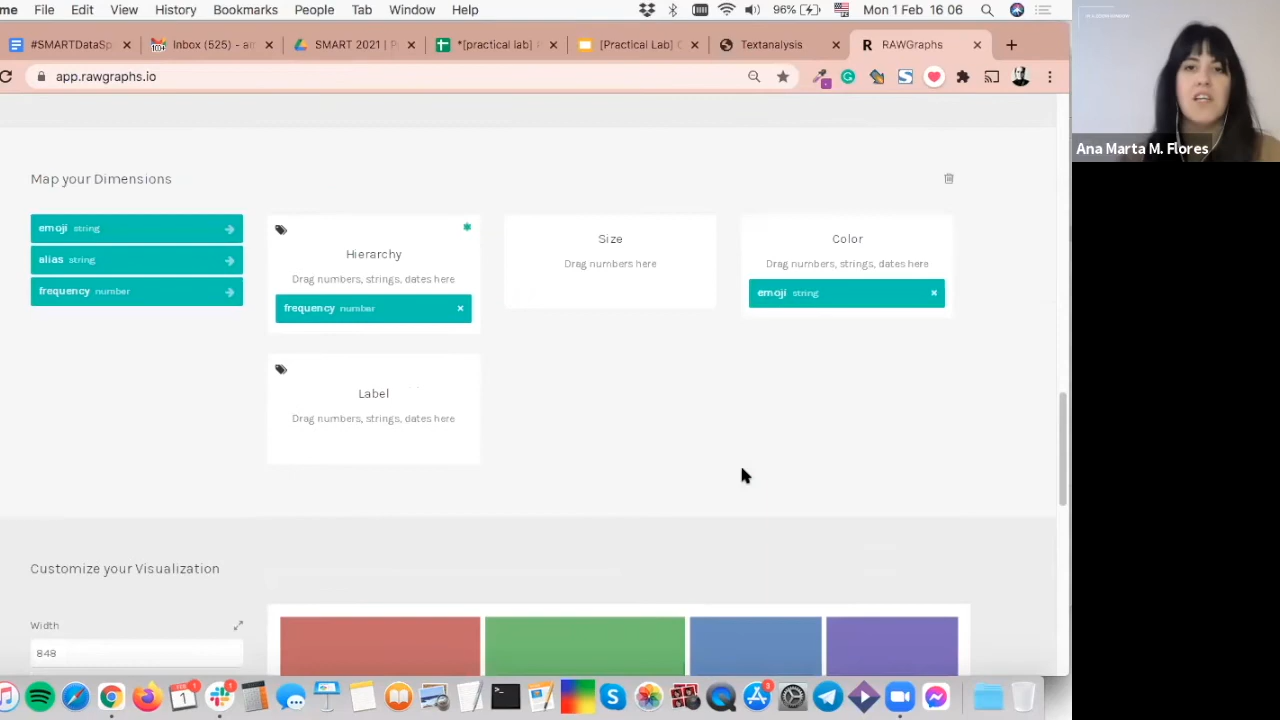 me File Edit View History Bookmarks People Tab Window Help 96% Mon 1 Feb 16 06
#SMARTDataSp × Inbox (525) - an × SMART 2021 | P × *[practical lab] × [Practical Lab] C × Textanalysis × RAWGraphs × +
app.rawgraphs.io
Ana Marta M. Flores
Map your Dimensions
emoji string
alias string
frequency number
Hierarchy
Drag numbers, strings, dates here
frequency number ×
Size
Drag numbers here
Color
Drag numbers, strings, dates here
emoji string ×
Label
Drag numbers, strings, dates here
Customize your Visualization
Width
848